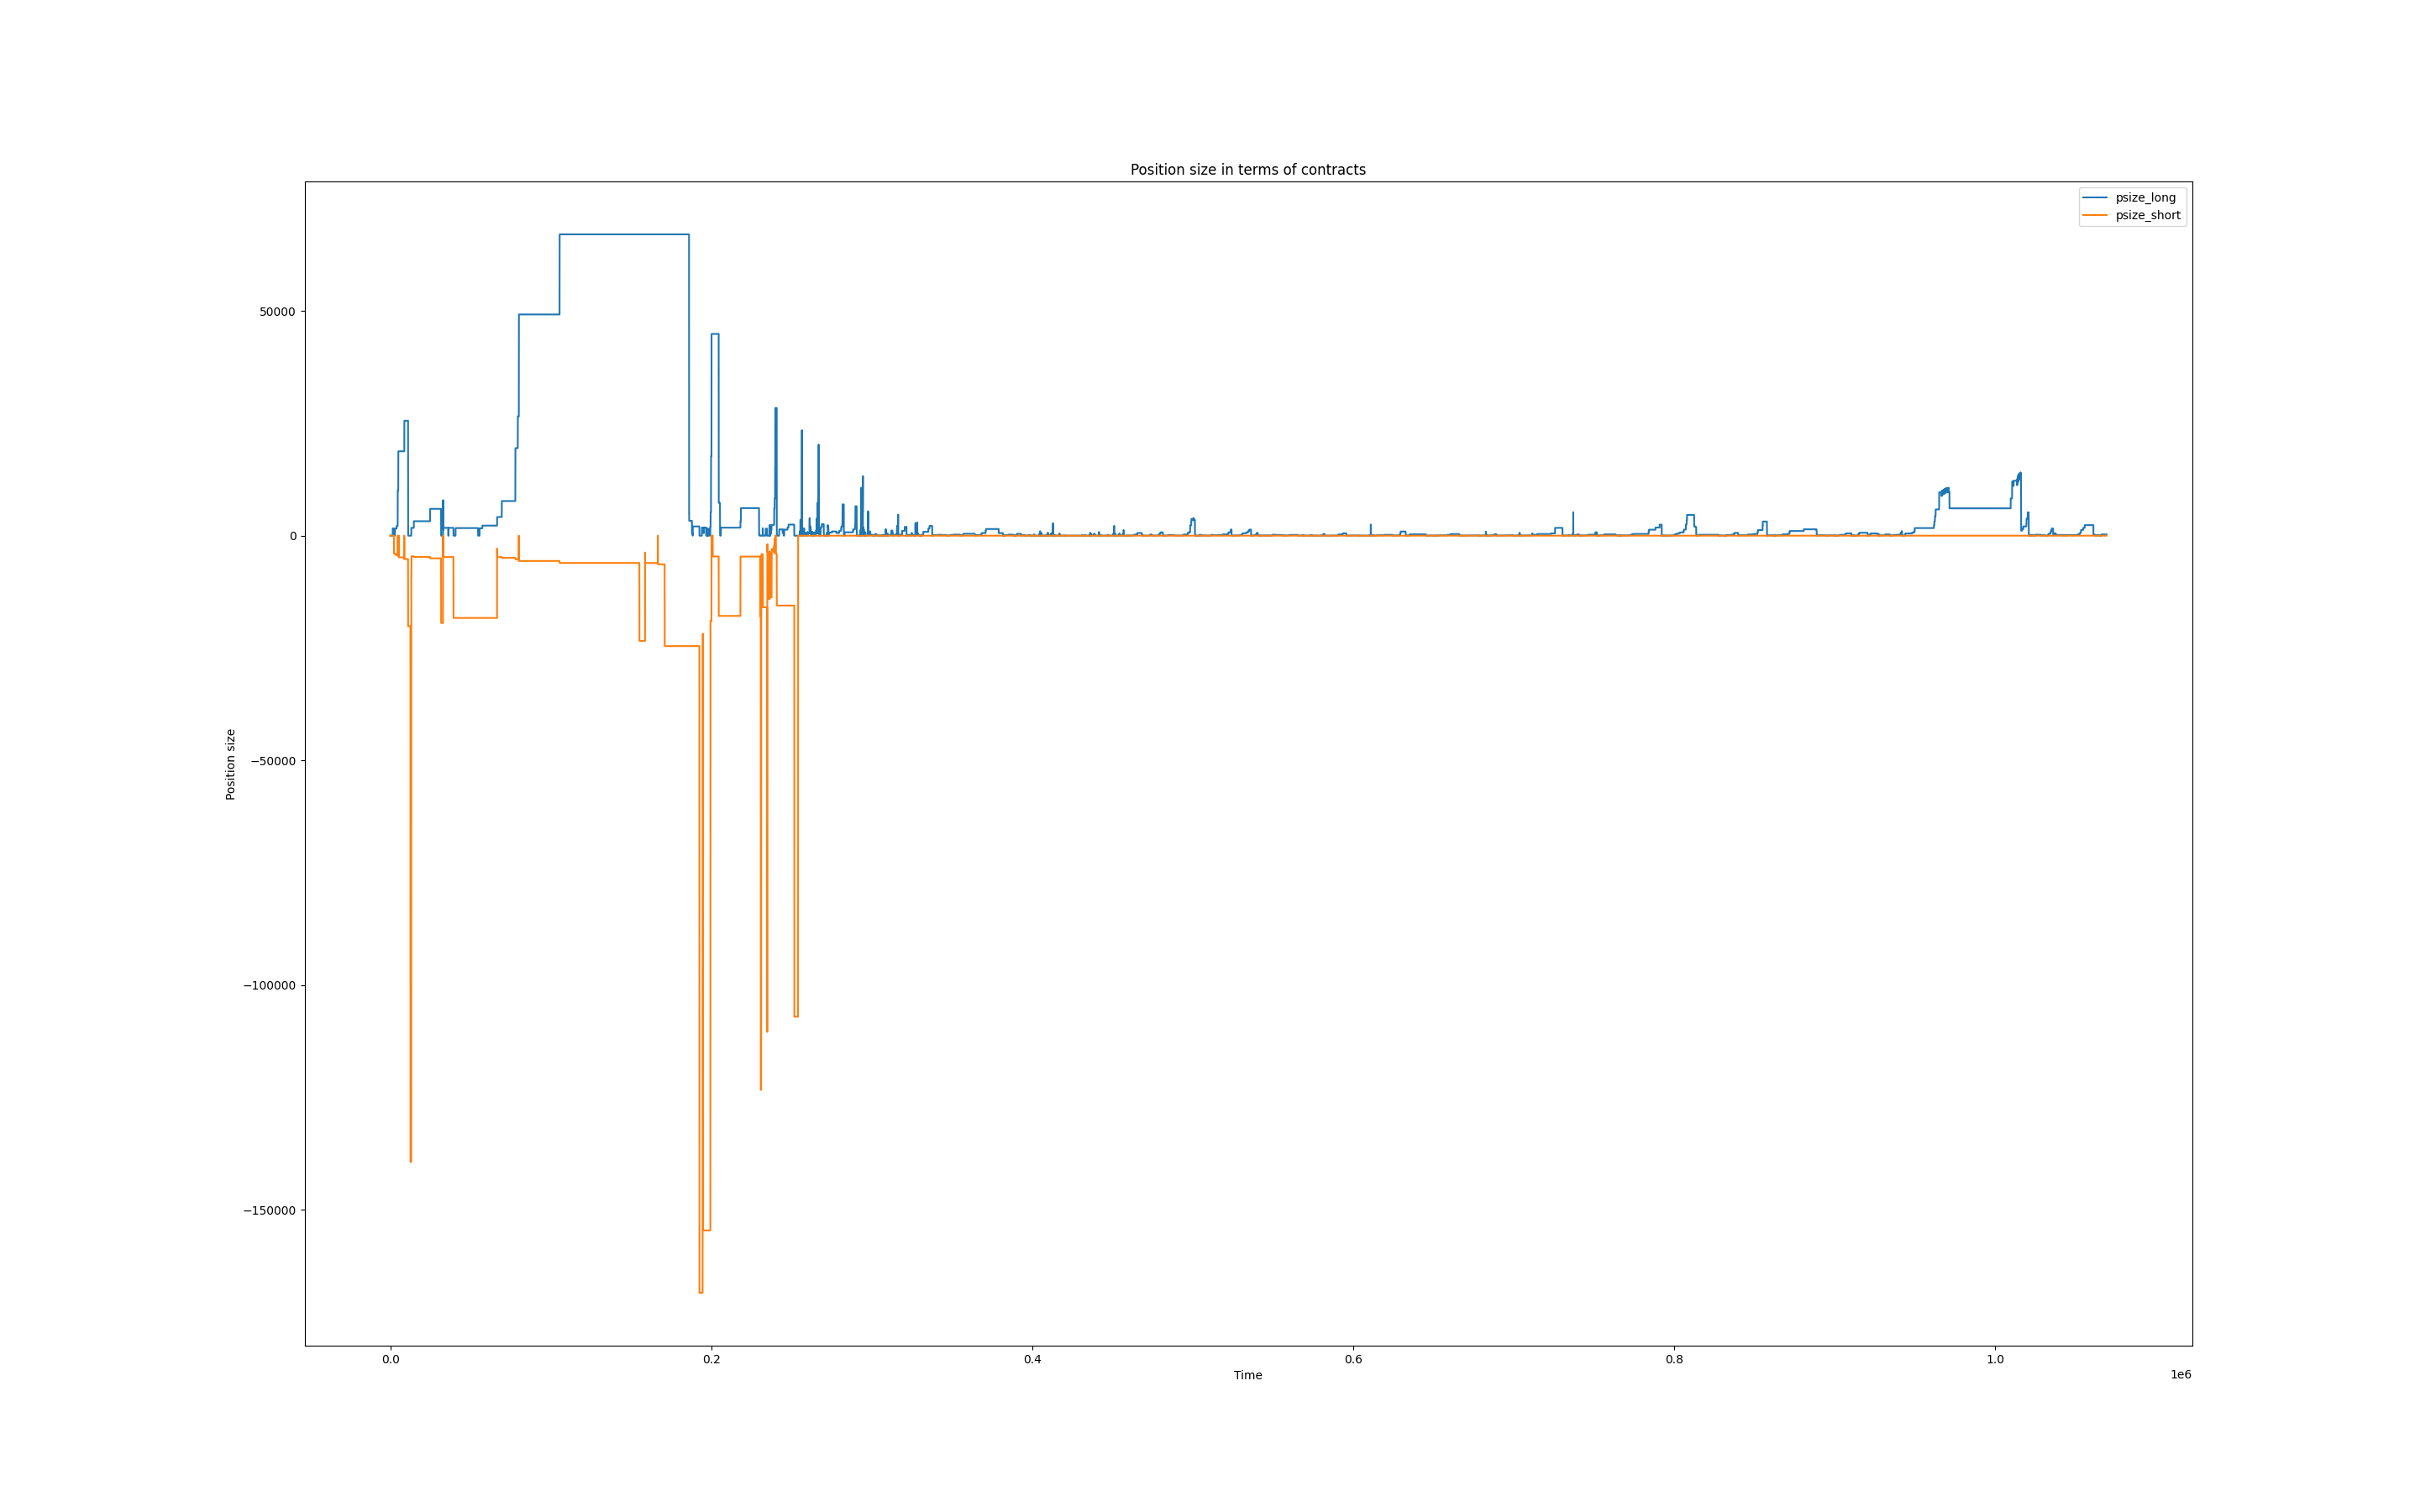 Position size in terms of contracts
psize_long
psize_short
50000
0
−50000
−100000
−150000
Position size
0.0
0.2
0.4
0.6
0.8
1.0
1e6
Time